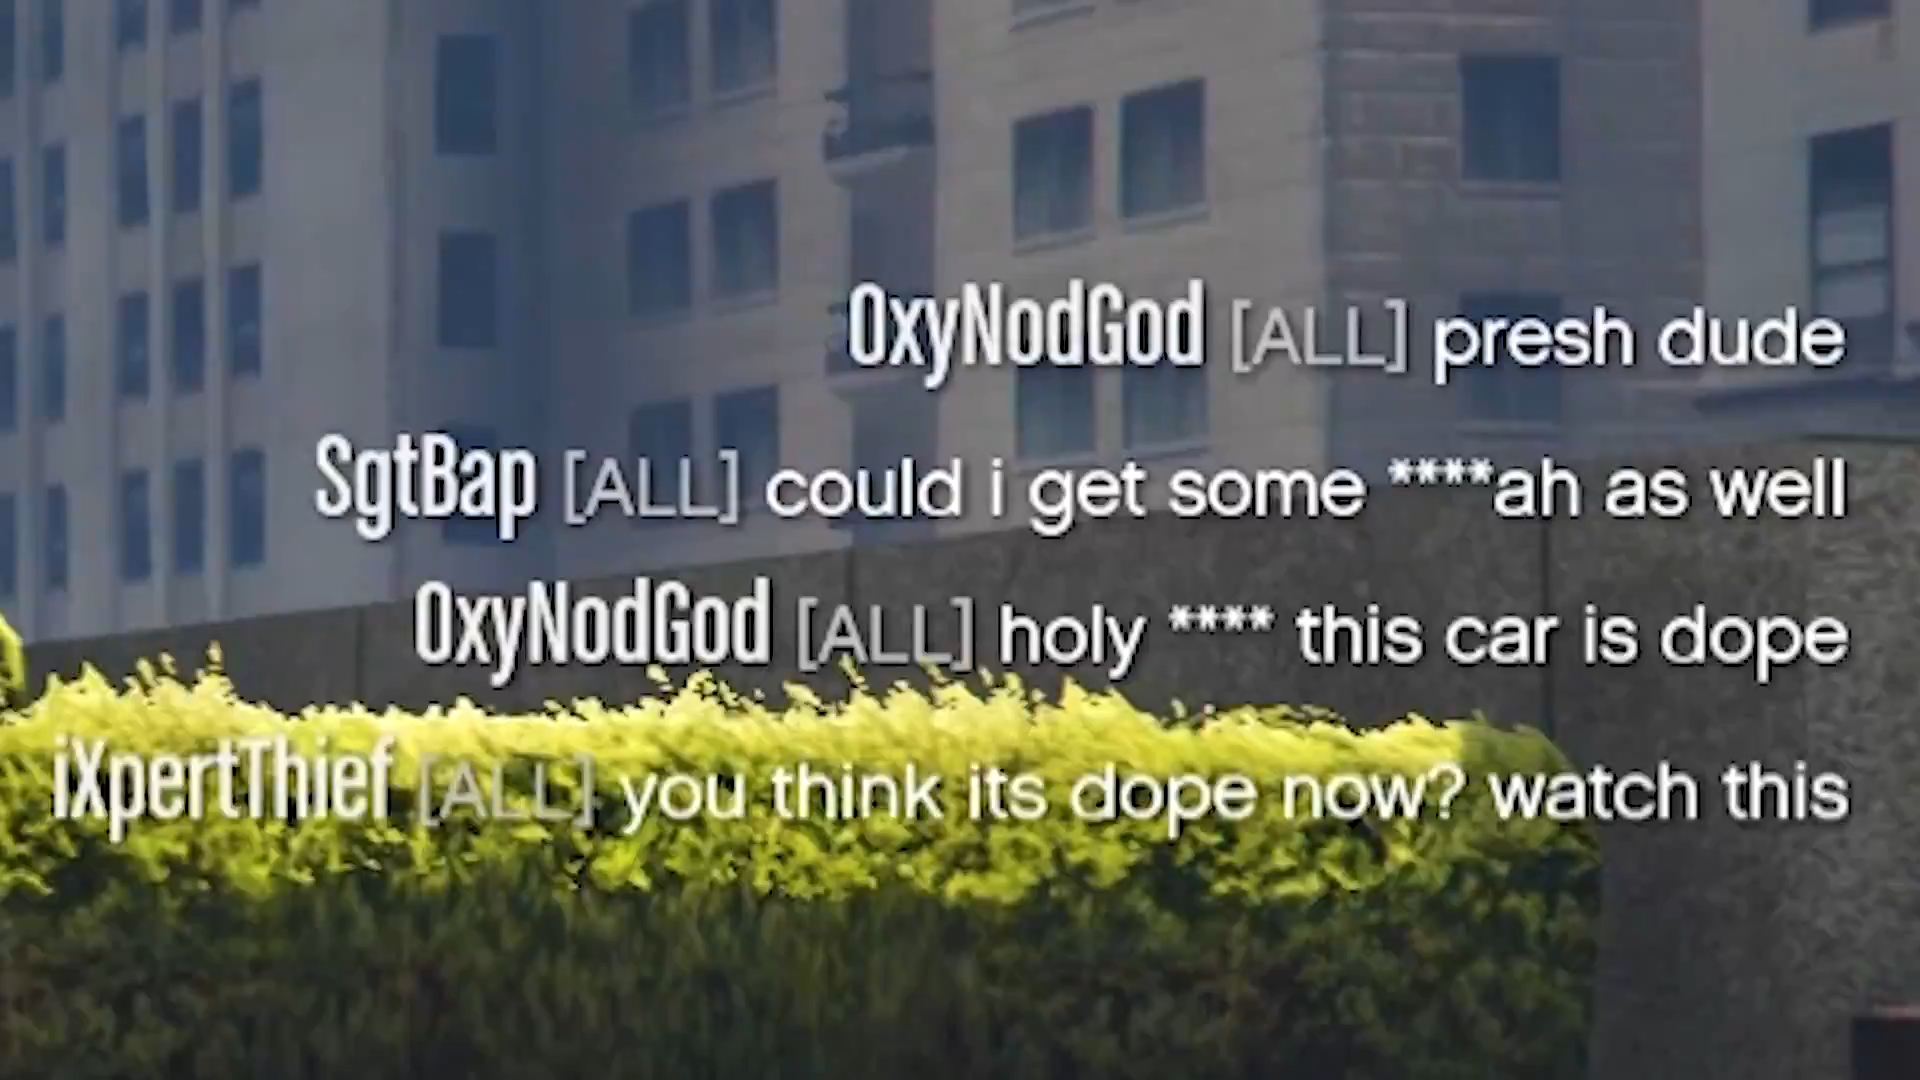 OxyNodGod [ALL] presh dude
SgtBap [ALL] could i get some ****ah as well
OxyNodGod [ALL] holy **** this car is dope
iXpertThief [ALL] you think its dope now? watch this